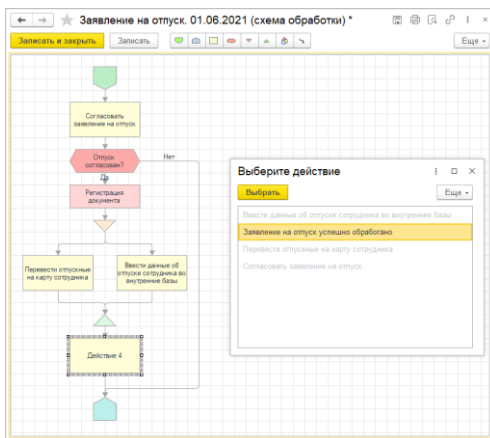 Заявление на отпуск. 01.06.2021 (схема обработки) *
Записать и закрыть
Записать
Еще
Согласовать
заявление на отпуск
Отпуск
согласован?
Нет
Да
Регистрация
документа
Перевести отпускные
на карту сотрудника
Ввести данные об
отпуске сотрудника во
внутренние базы
Действие 4
Выберите действие
Выбрать
Еще
Ввести данные об отпуске сотрудника во внутренние базы
Заявление на отпуск успешно обработано
Перевести отпускные на карту сотрудника
Согласовать заявление на отпуск